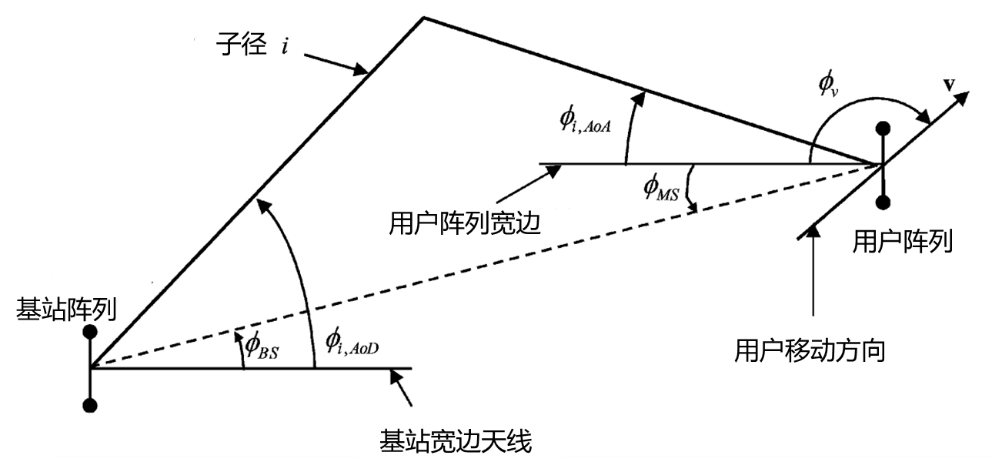 子径 i
ϕv
v
ϕi,AoA
ϕMS
用户阵列宽边
用户阵列
基站阵列
ϕBS
ϕi,AoD
用户移动方向
基站宽边天线